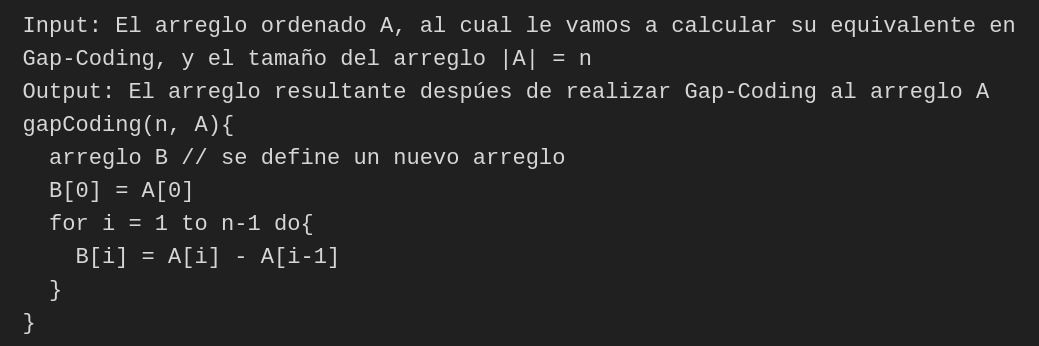 Input: El arreglo ordenado A, al cual le vamos a calcular su equivalente en
Gap-Coding, y el tamaño del arreglo |A| = n
Output: El arreglo resultante despúes de realizar Gap-Coding al arreglo A
gapCoding(n, A){
  arreglo B // se define un nuevo arreglo
  B[0] = A[0]
  for i = 1 to n-1 do{
    B[i] = A[i] - A[i-1]
  }
}